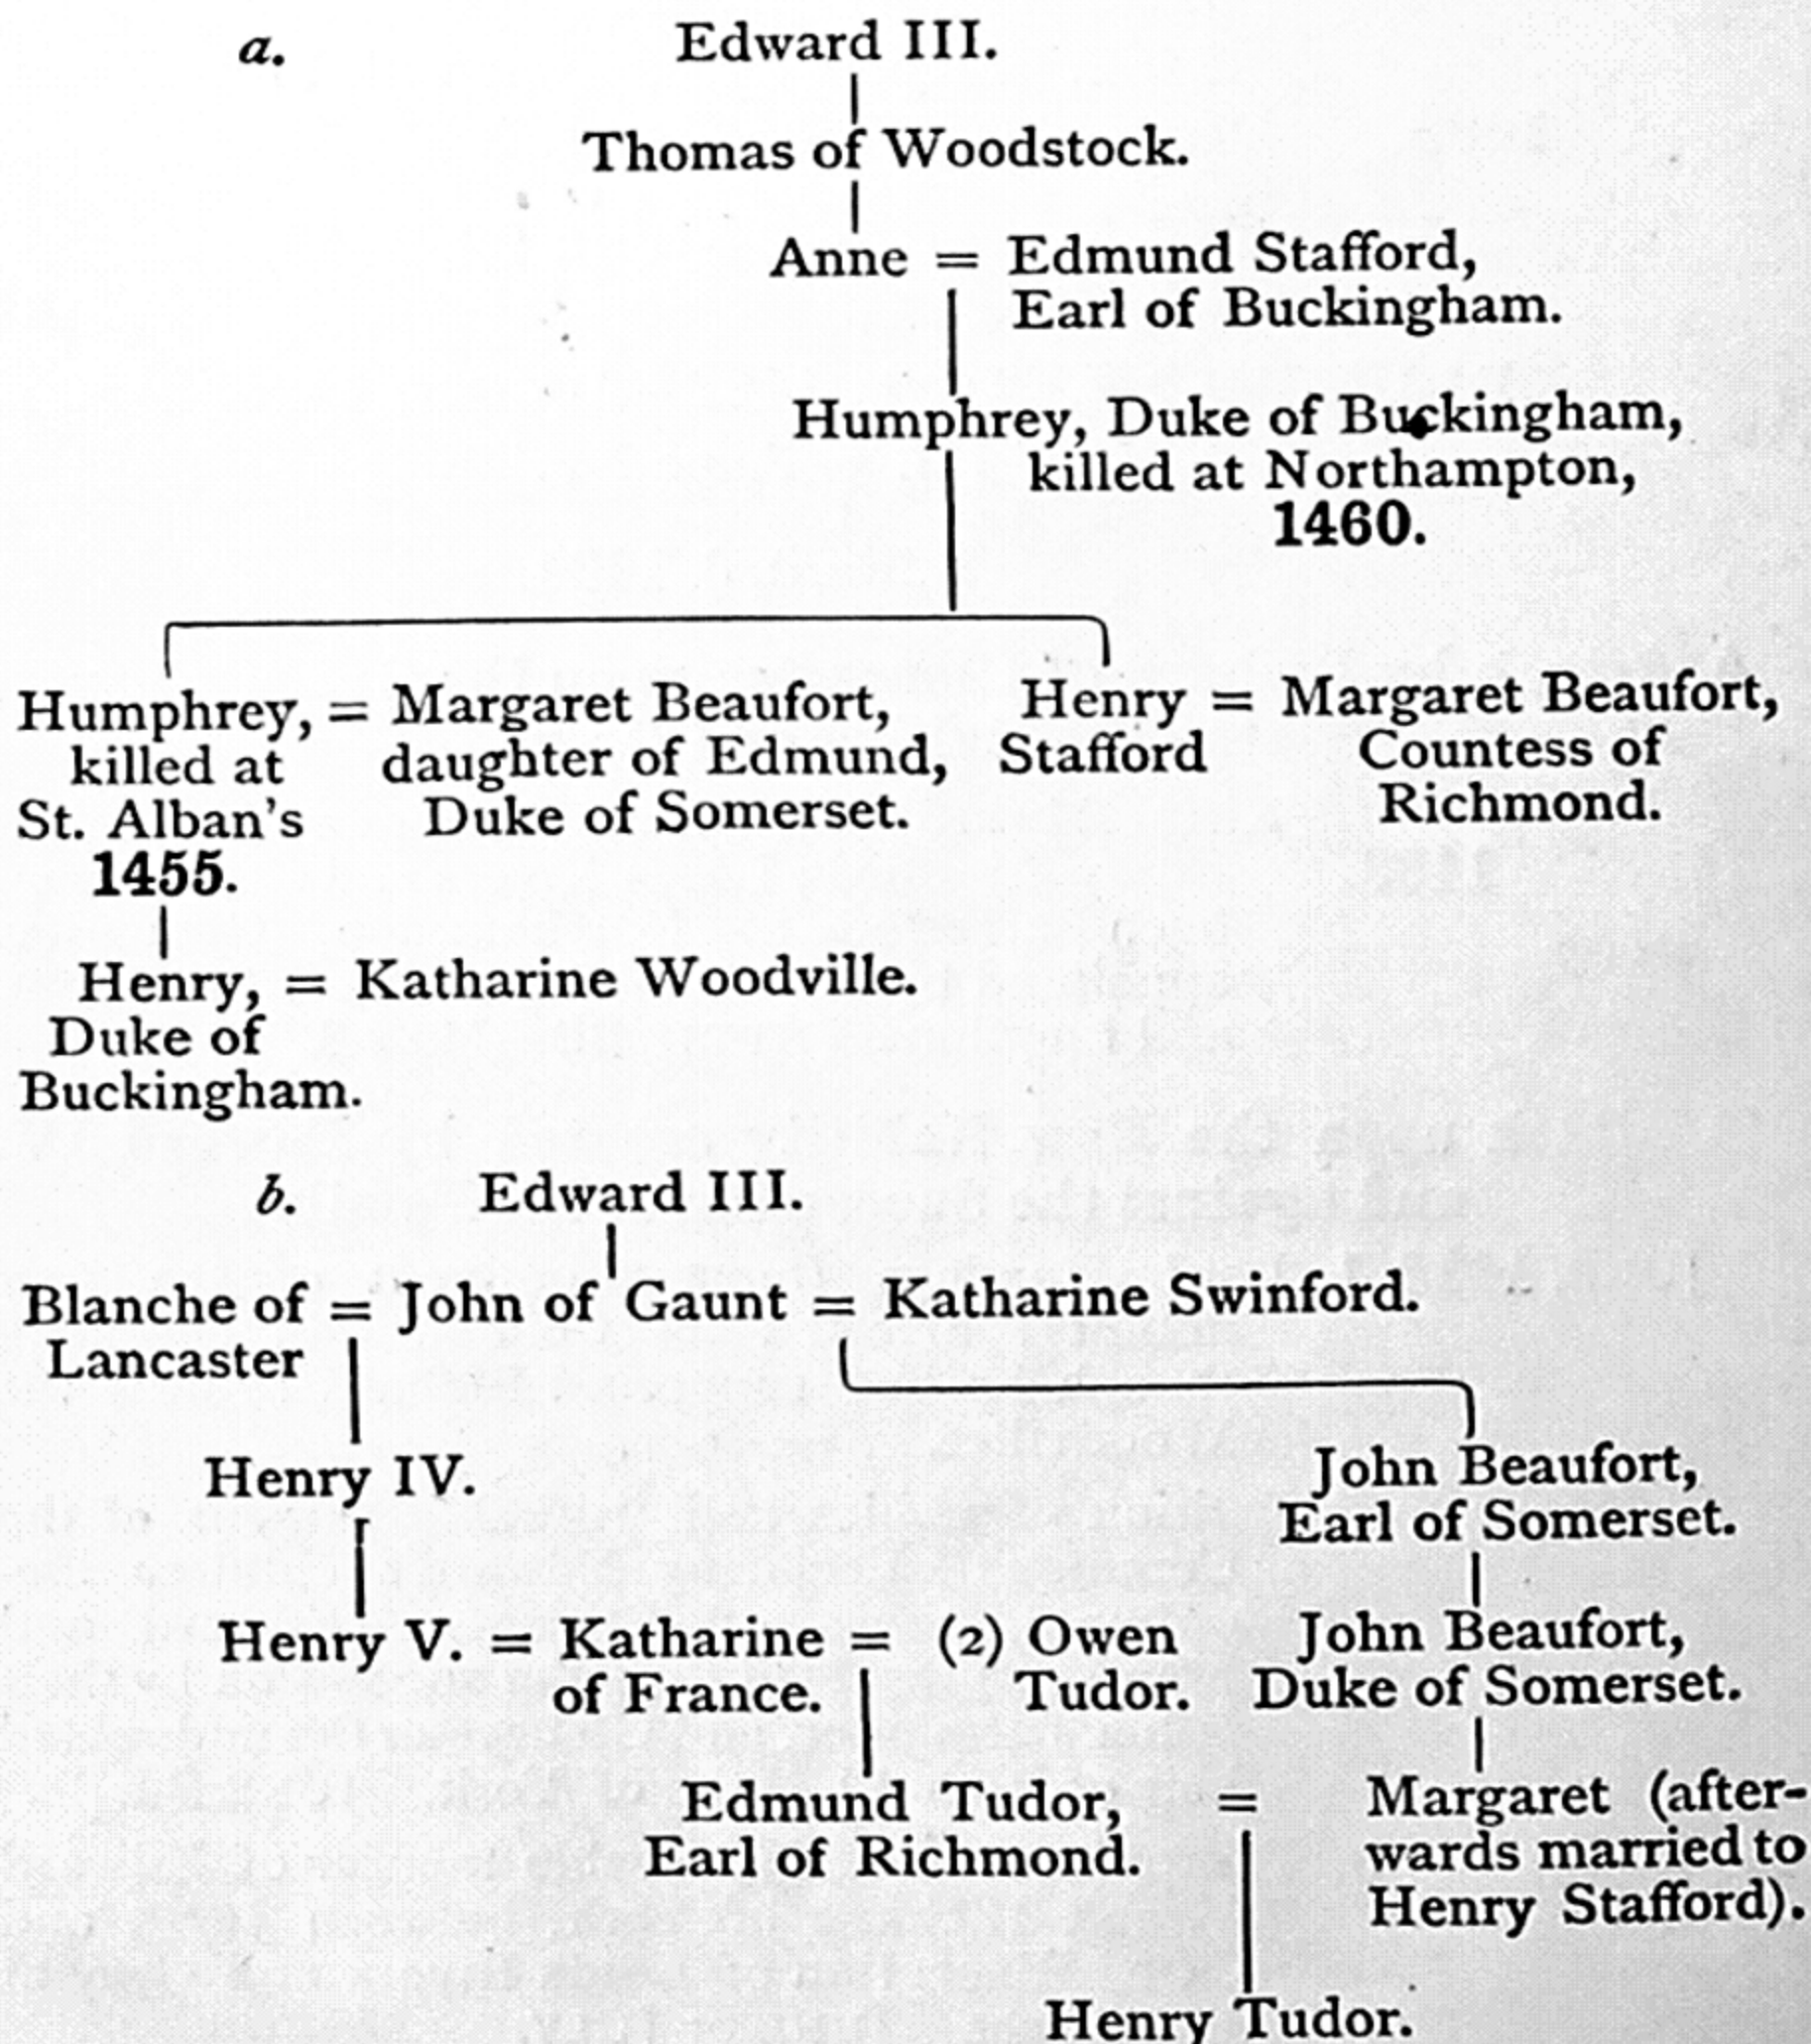 a. Edward III.
Thomas of Woodstock.
Anne = Edmund Stafford,
Earl of Buckingham.
Humphrey, Duke of Buckingham,
killed at Northampton,
1460.
Humphrey, = Margaret Beaufort,
killed at daughter of Edmund,
St. Alban's Duke of Somerset.
1455.
Henry = Margaret Beaufort,
Stafford Countess of
Richmond.
Henry, = Katharine Woodville.
Duke of
Buckingham.
b. Edward III.
Blanche of = John of Gaunt = Katharine Swinford.
Lancaster
Henry IV.
John Beaufort,
Earl of Somerset.
Henry V. = Katharine = (2) Owen
of France. Tudor.
John Beaufort,
Duke of Somerset.
Edmund Tudor, = Margaret (after-
Earl of Richmond. wards married to
Henry Stafford).
Henry Tudor.